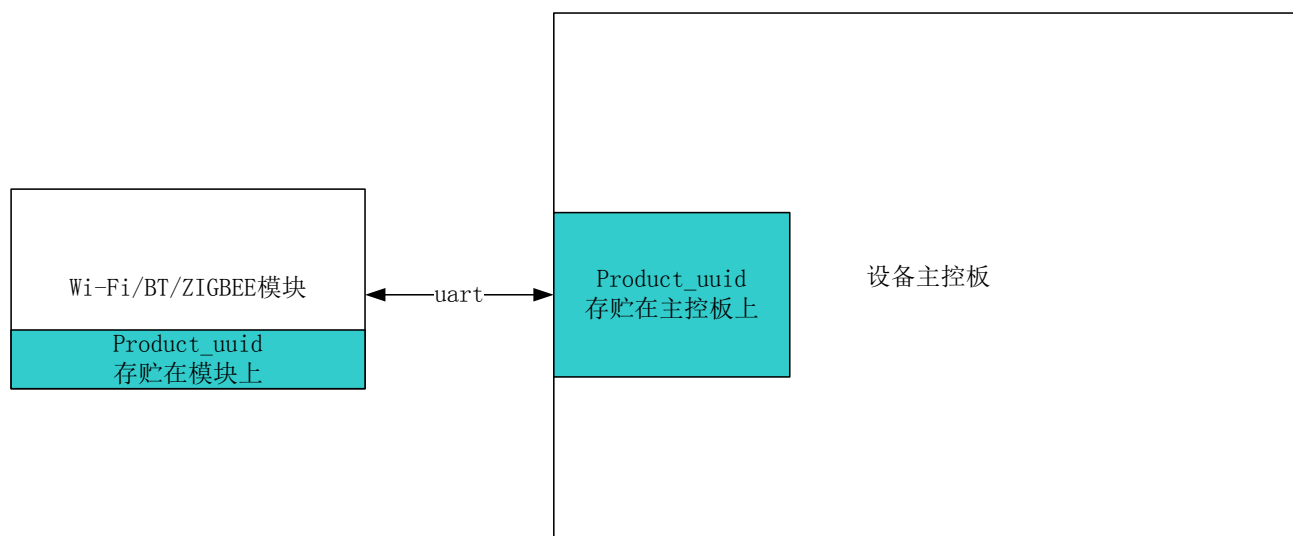 Wi-Fi/BT/ZIGBEE模块
Product_uuid
存贮在模块上
uart
Product_uuid
存贮在主控板上
设备主控板